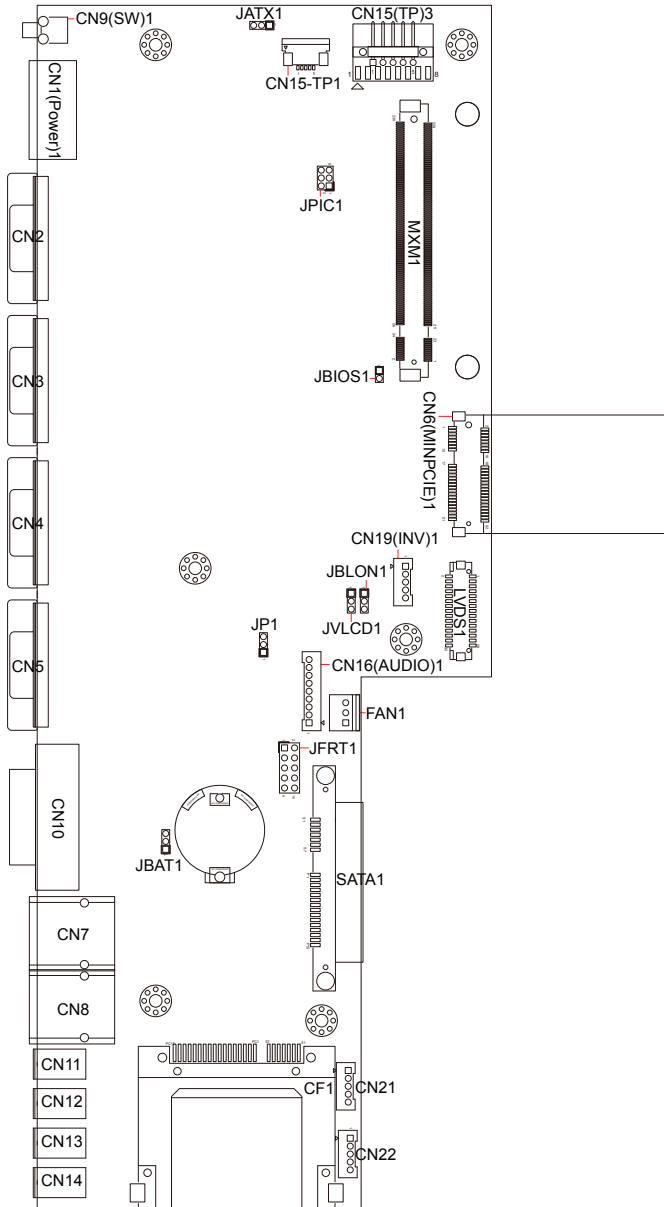 CN9(SW)1
JATX1
CN15(TP)3
CN15-TP1
1
8
CN1(Power)1
JPIC1
CN2
MXM1
CN3
JBIOS1
CN6(MINPCIE)1
CN4
CN19(INV)1
JBLON1
LVDS1
JVLCD1
JP1
CN5
CN16(AUDIO)1
FAN1
JFRT1
CN10
JBAT1
SATA1
CN7
CN8
CN11
CF1
CN21
CN12
CN13
CN22
CN14